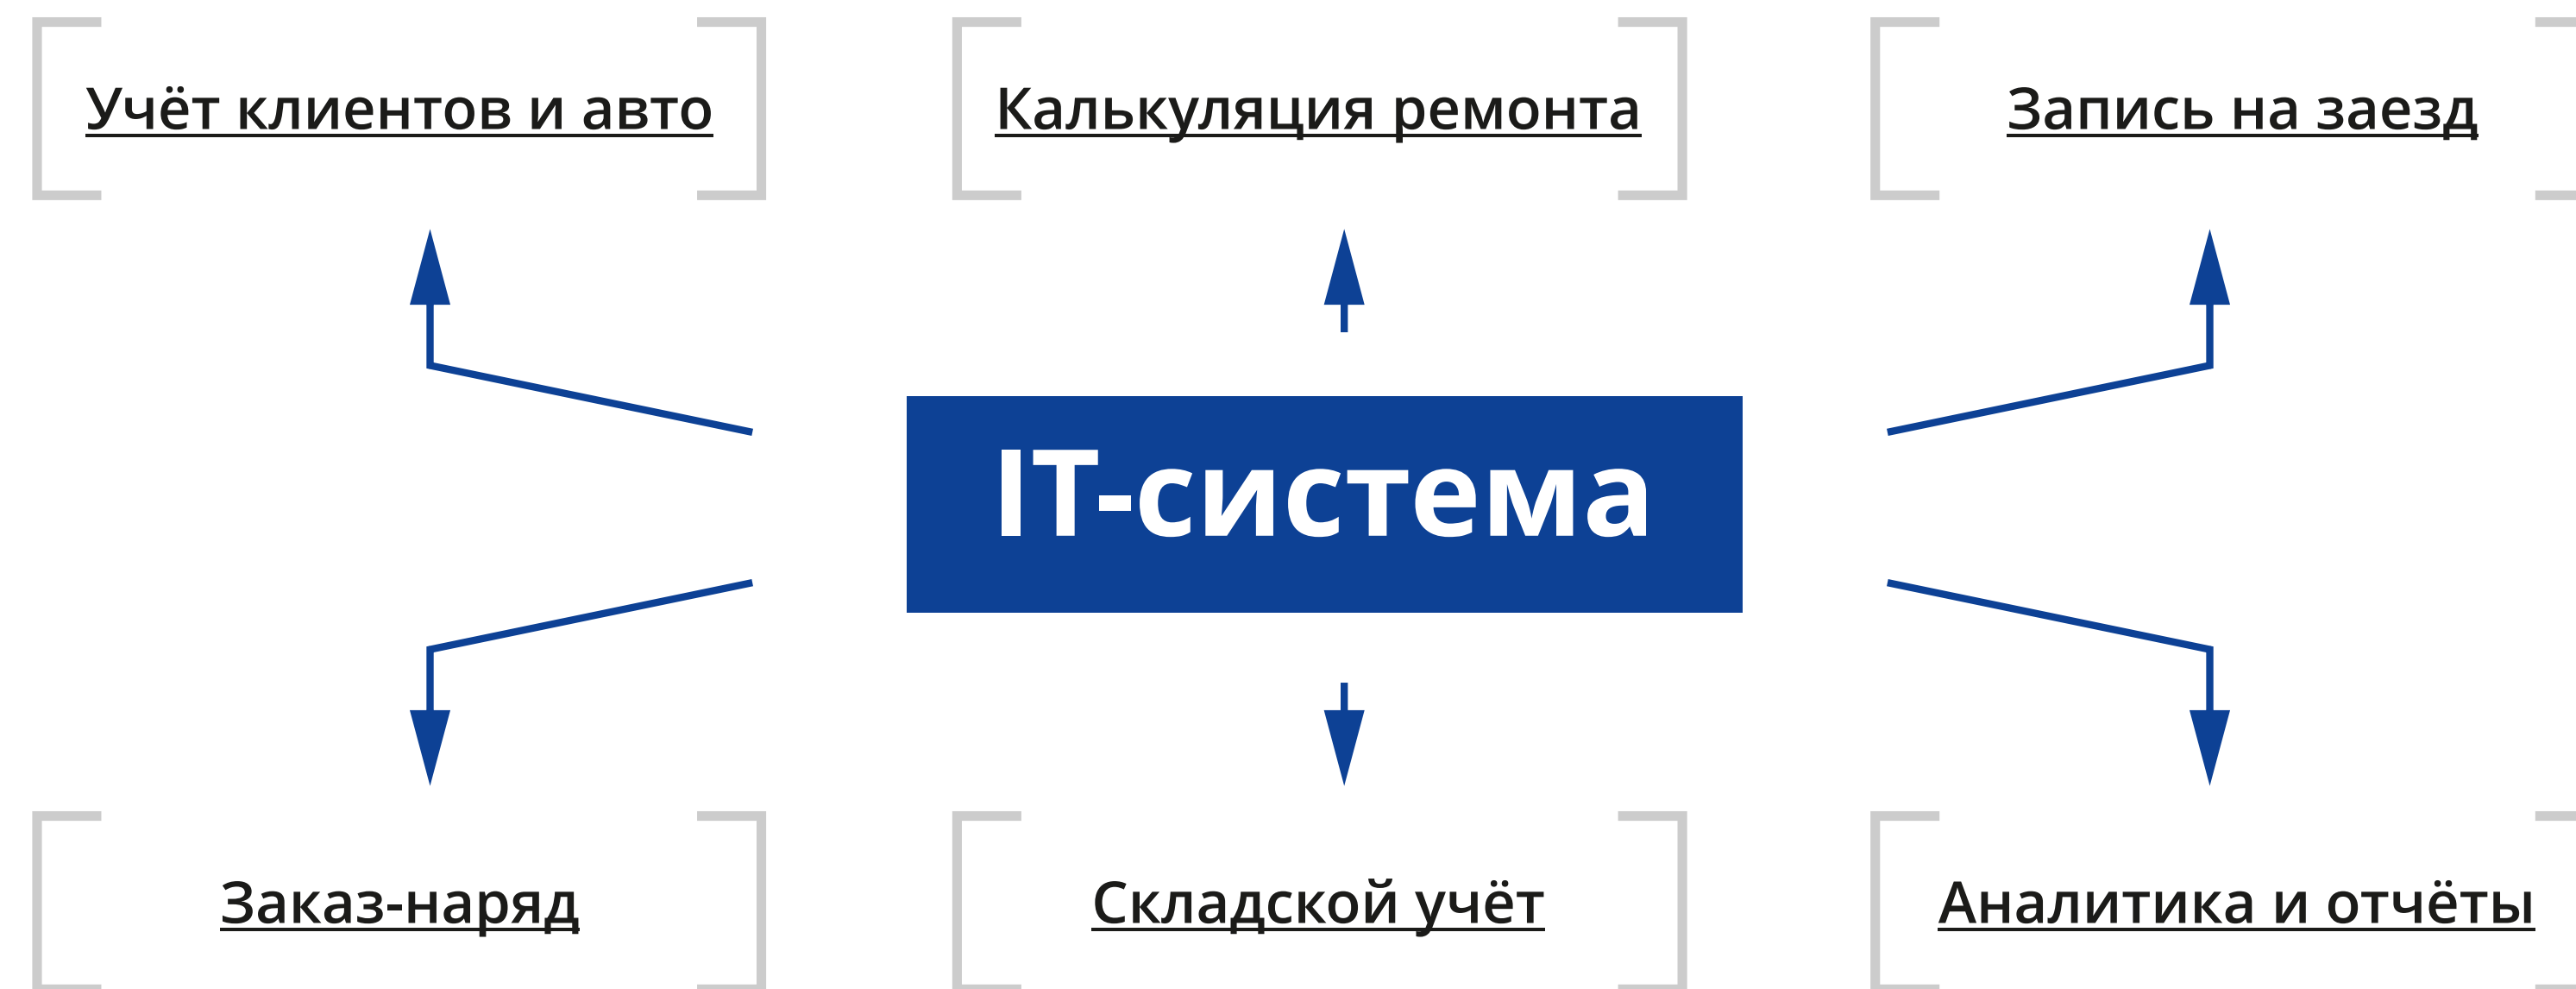 Учёт клиентов и авто
Калькуляция ремонта
Запись на заезд
IT-система
Заказ-наряд
Складской учёт
Аналитика и отчёты